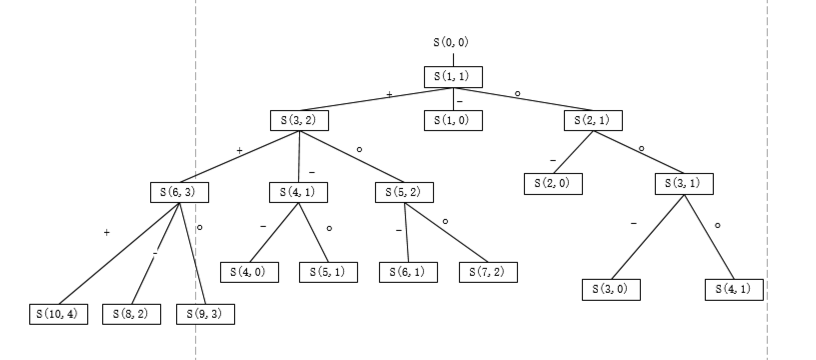 S(0,0)
S(1,1)
+ − o
S(3,2) S(1,0) S(2,1)
+ − o − o
S(6,3) S(4,1) S(5,2) S(2,0) S(3,1)
+ - o − o − o − o
S(4,0) S(5,1) S(6,1) S(7,2) S(3,0) S(4,1)
S(10,4) S(8,2) S(9,3)